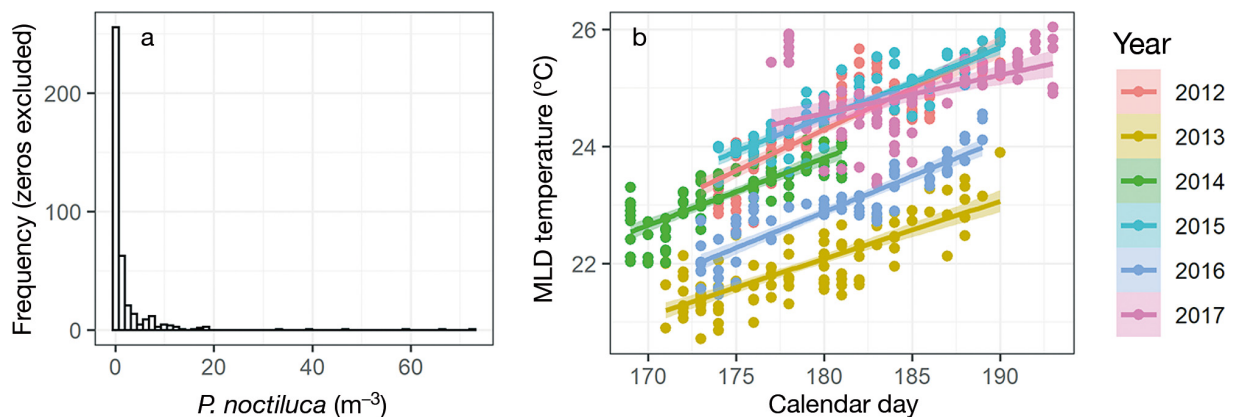 a
Frequency (zeros excluded)
200
100
0
0 20 40 60
P. noctiluca (m⁻³)
b
MLD temperature (°C)
26
24
22
170 175 180 185 190
Calendar day
Year
2012
2013
2014
2015
2016
2017